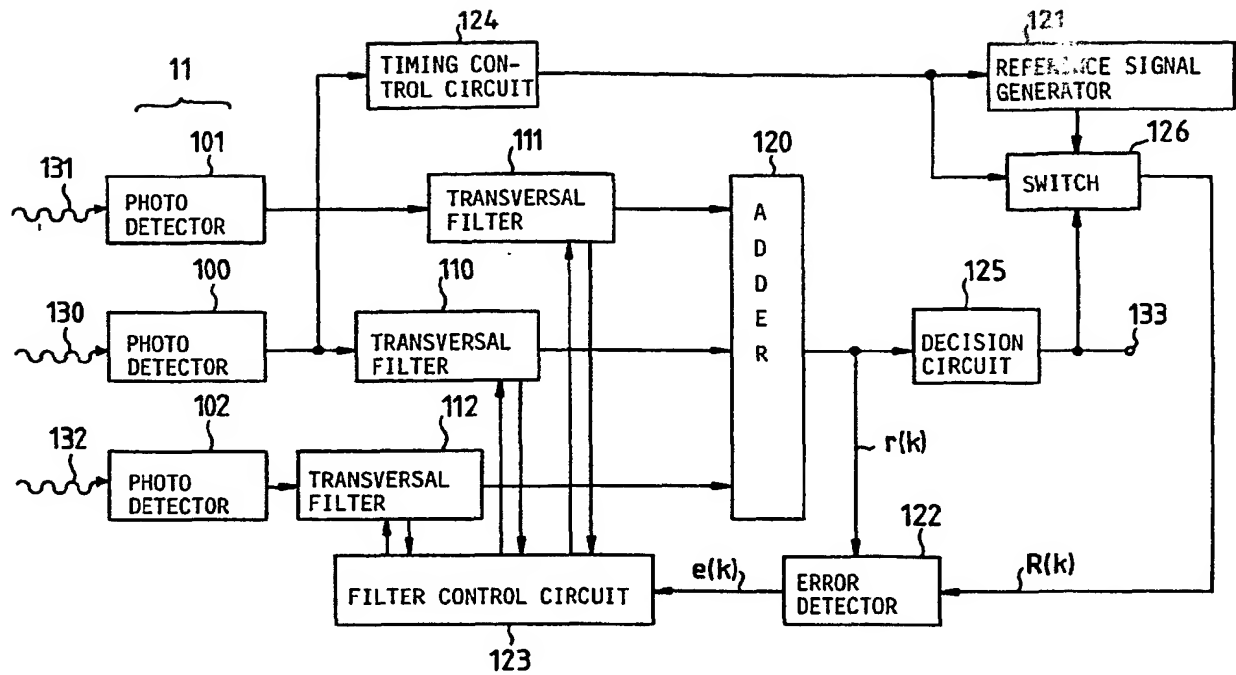 124
121
TIMING CON-
TROL CIRCUIT
REFERENCE SIGNAL
GENERATOR
11
101
111
120
126
131
PHOTO
DETECTOR
TRANSVERSAL
FILTER
ADDER
SWITCH
100
110
125
130
PHOTO
DETECTOR
TRANSVERSAL
FILTER
DECISION
CIRCUIT
133
102
112
132
PHOTO
DETECTOR
TRANSVERSAL
FILTER
r(k)
122
FILTER CONTROL CIRCUIT
e(k)
ERROR
DETECTOR
R(k)
123